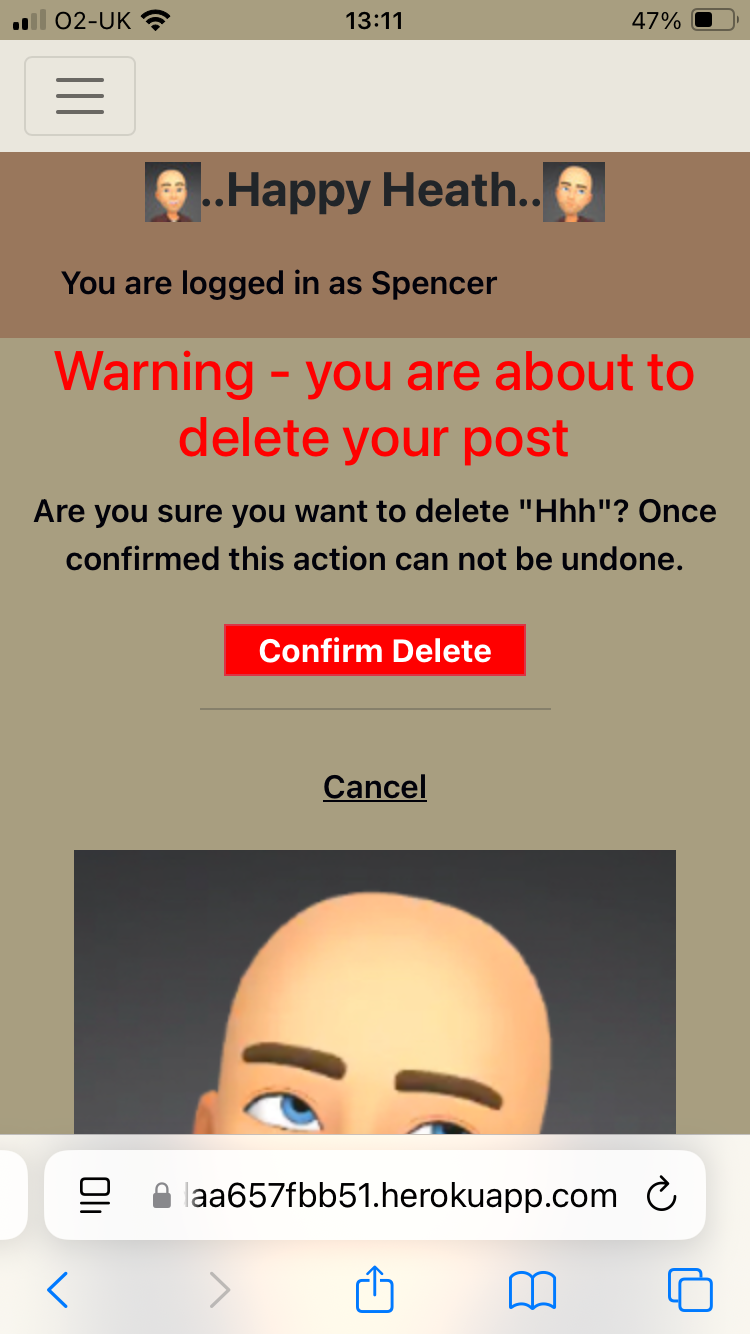 O2-UK 13:11 47%
..Happy Heath..
You are logged in as Spencer
Warning - you are about to
delete your post
Are you sure you want to delete "Hhh"? Once
confirmed this action can not be undone.
Confirm Delete
Cancel
aa657fbb51.herokuapp.com